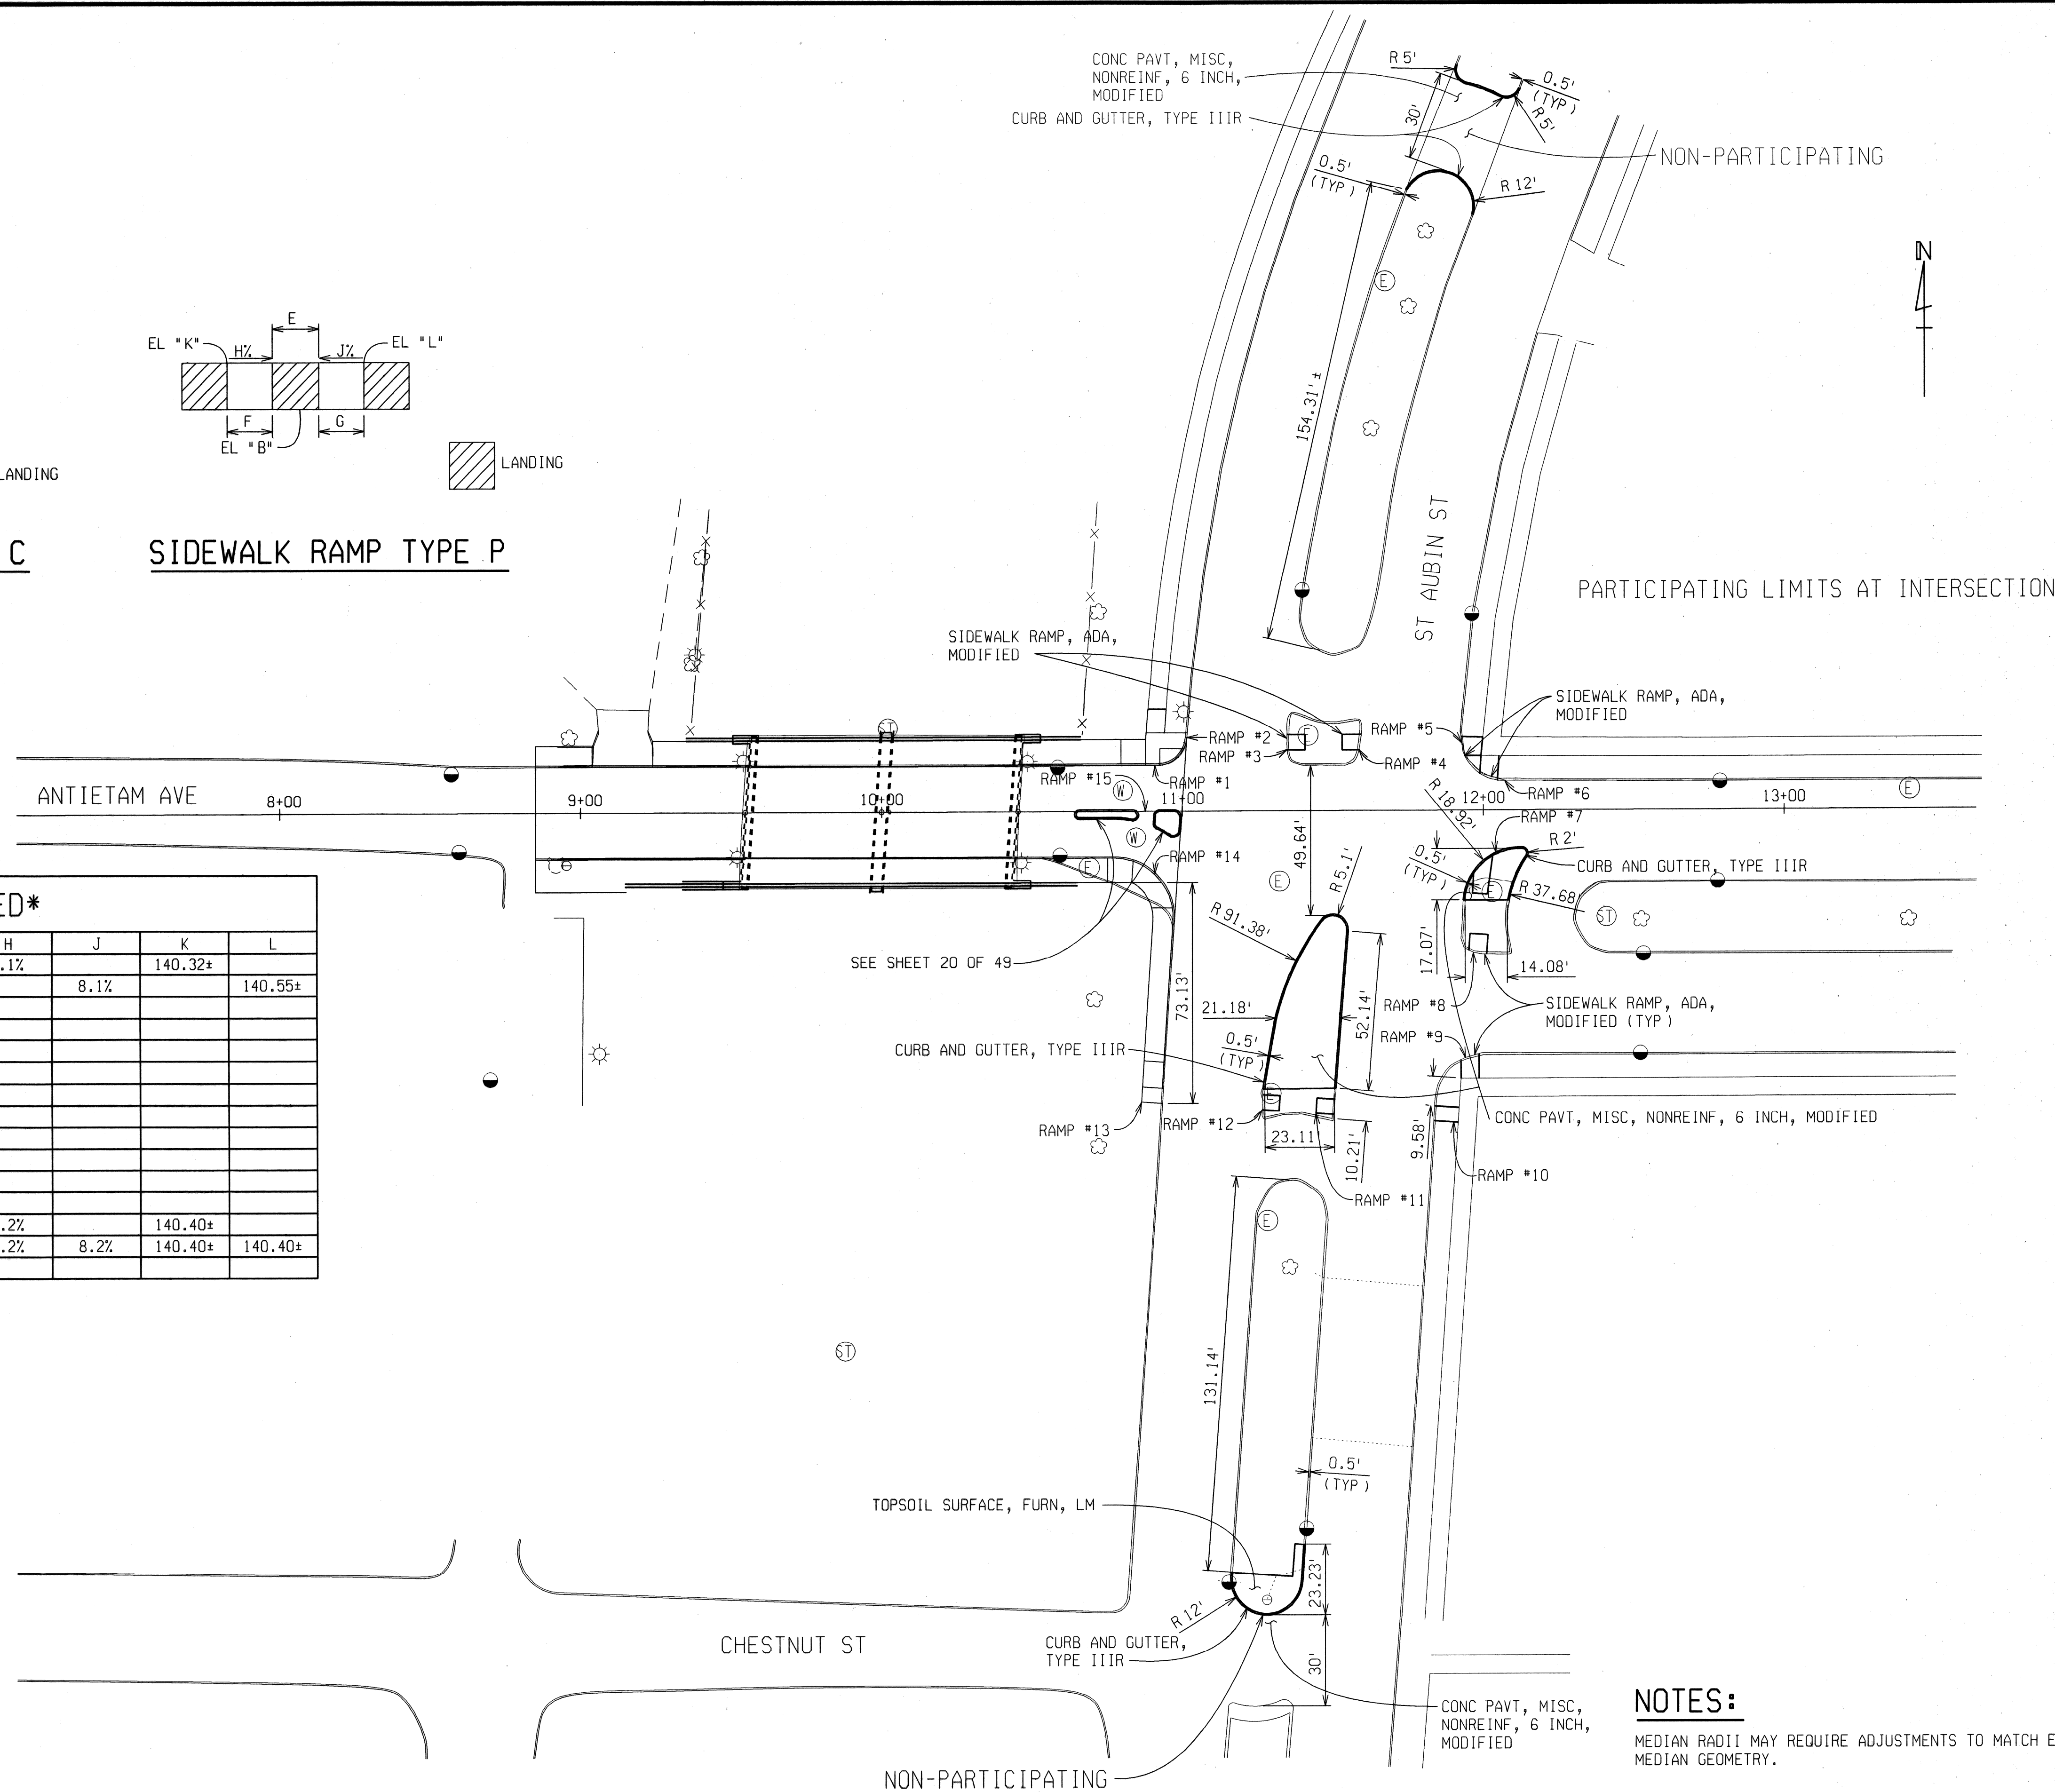 CONC PAVT, MISC,
NONREINF, 6 INCH,
MODIFIED
CURB AND GUTTER, TYPE IIIR
R 5'
0.5'
(TYP)
R 5'
30'
NON-PARTICIPATING
0.5'
(TYP)
R 12'
N
E
EL "K"
H%
J%
EL "L"
F
G
EL "B"
LANDING
LANDING
C
SIDEWALK RAMP TYPE P
E
154.31' ±
ST AUBIN ST
PARTICIPATING LIMITS AT INTERSECTION
SIDEWALK RAMP, ADA,
MODIFIED
SIDEWALK RAMP, ADA,
MODIFIED
ST
RAMP #2
RAMP #3
E
RAMP #5
RAMP #4
RAMP #15
RAMP #1
RAMP #6
W
ANTIETAM AVE
8+00
9+00
10+00
11+00
12+00
13+00
E
R 18.92'
RAMP #7
R 2'
W
RAMP #14
E
49.64'
E
R 5.1'
0.5'
(TYP)
CURB AND GUTTER, TYPE IIIR
E
R 37.68'
ST
R 91.38'
17.07'
14.08'
SEE SHEET 20 OF 49
73.13'
21.18'
52.14'
RAMP #8
SIDEWALK RAMP, ADA,
MODIFIED (TYP)
RAMP #9
0.5'
(TYP)
CURB AND GUTTER, TYPE IIIR
E
RAMP #13
RAMP #12
23.11'
10.21'
9.58'
CONC PAVT, MISC, NONREINF, 6 INCH, MODIFIED
RAMP #10
RAMP #11
ED*
H J K L
.1% 140.32±
8.1% 140.55±
.2% 140.40±
.2% 8.2% 140.40± 140.40±
E
ST
131.14'
0.5'
(TYP)
TOPSOIL SURFACE, FURN, LM
23.23'
R 12'
CHESTNUT ST
CURB AND GUTTER,
TYPE IIIR
30'
CONC PAVT, MISC,
NONREINF, 6 INCH,
MODIFIED
NON-PARTICIPATING
NOTES:
MEDIAN RADII MAY REQUIRE ADJUSTMENTS TO MATCH E
MEDIAN GEOMETRY.